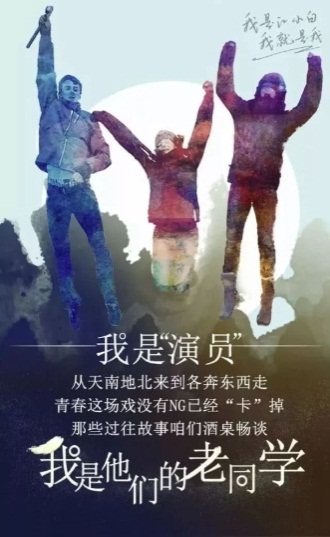 我是江小白
我就是我
我是“演员”
从天南地北来到各奔东西走
青春这场戏没有NG已经“卡”掉
那些过往故事咱们酒桌畅谈
我是他们的老同学